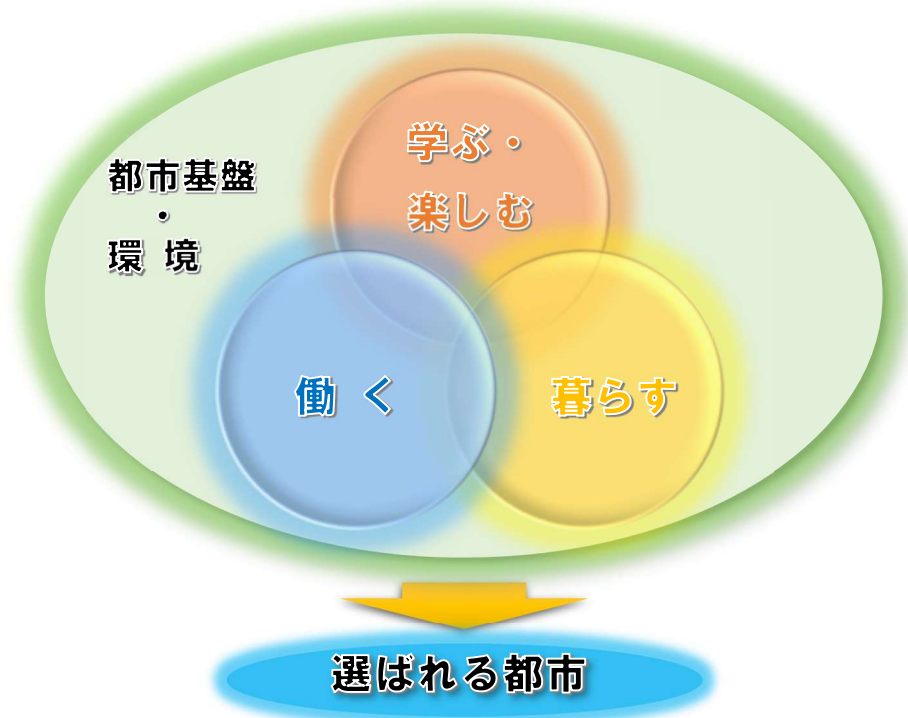 学ぶ・
楽しむ
都市基盤
・
環 境
働 く
暮らす
選ばれる都市